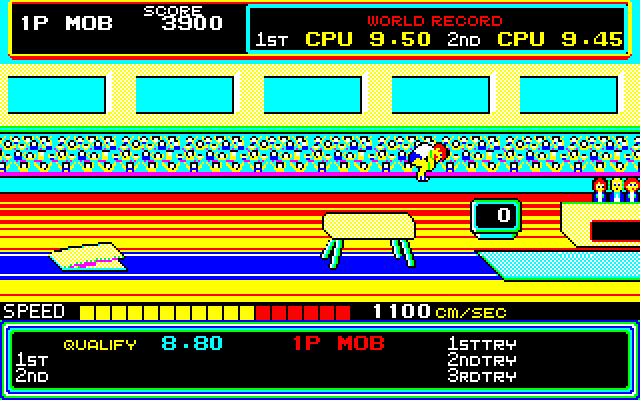 SCORE
1P MOB 3900
WORLD RECORD
1ST CPU 9.50 2ND CPU 9.45
0
SPEED 1100 CM/SEC
QUALIFY 8.80 1P MOB 1STTRY
1ST 2NDTRY
2ND 3RDTRY